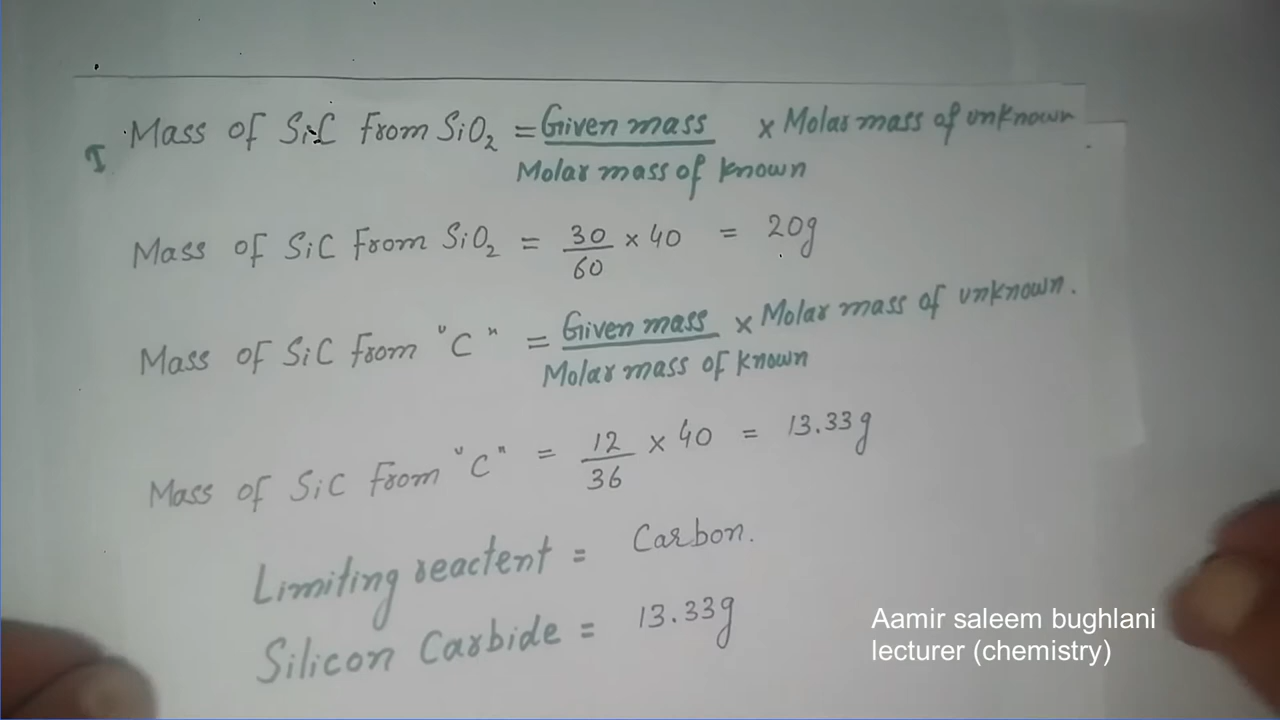 Mass of SiC From SiO2 = Given mass x Molar mass of unknown
Molar mass of known
Mass of SiC From SiO2 = 30 x 40 = 20g
60
Mass of SiC From "C" = Given mass x Molar mass of unknown.
Molar mass of known
Mass of SiC From "C" = 12 x 40 = 13.33g
36
Limiting reactent = Carbon.
Silicon Carbide = 13.33g
Aamir saleem bughlani
lecturer (chemistry)